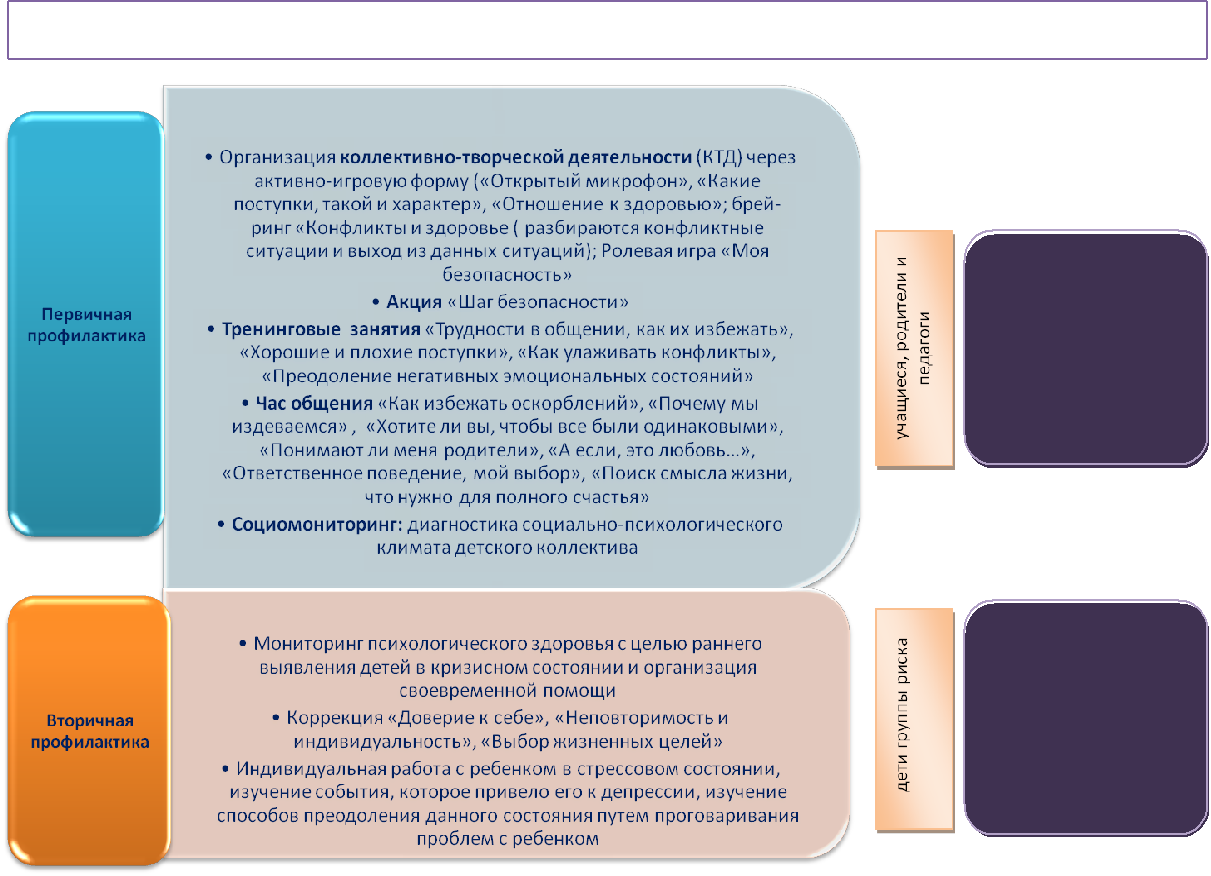 Первичная
профилактика
• Организация коллективно-творческой деятельности (КТД) через
активно-игровую форму («Открытый микрофон», «Какие
поступки, такой и характер», «Отношение к здоровью»; брей-
ринг «Конфликты и здоровье ( разбираются конфликтные
ситуации и выход из данных ситуаций); Ролевая игра «Моя
безопасность»
• Акция «Шаг безопасности»
• Тренинговые занятия «Трудности в общении, как их избежать»,
«Хорошие и плохие поступки», «Как улаживать конфликты»,
«Преодоление негативных эмоциональных состояний»
• Час общения «Как избежать оскорблений», «Почему мы
издеваемся» , «Хотите ли вы, чтобы все были одинаковыми»,
«Понимают ли меня родители», «А если, это любовь...»,
«Ответственное поведение, мой выбор», «Поиск смысла жизни,
что нужно для полного счастья»
• Социомониторинг: диагностика социально-психологического
климата детского коллектива
учащиеся, родители и
педагоги
Вторичная
профилактика
• Мониторинг психологического здоровья с целью раннего
выявления детей в кризисном состоянии и организация
своевременной помощи
• Коррекция «Доверие к себе», «Неповторимость и
индивидуальность», «Выбор жизненных целей»
• Индивидуальная работа с ребенком в стрессовом состоянии,
изучение события, которое привело его к депрессии, изучение
способов преодоления данного состояния путем проговаривания
проблем с ребенком
дети группы риска